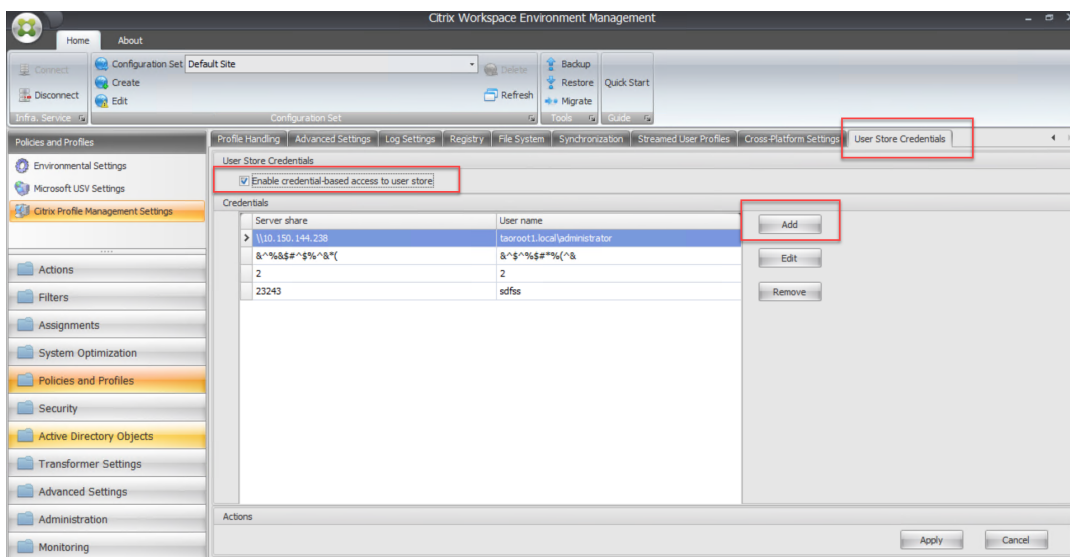 Citrix Workspace Environment Management
Home About
Connect
Disconnect
Infra. Service
Configuration Set Default Site
Create
Edit
Delete
Refresh
Configuration Set
Backup
Restore
Migrate
Tools
Quick Start
Guide
Policies and Profiles
Environmental Settings
Microsoft USV Settings
Citrix Profile Management Settings
Actions
Filters
Assignments
System Optimization
Policies and Profiles
Security
Active Directory Objects
Transformer Settings
Advanced Settings
Administration
Monitoring
Profile Handling Advanced Settings Log Settings Registry File System Synchronization Streamed User Profiles Cross-Platform Settings User Store Credentials
User Store Credentials
Enable credential-based access to user store
Credentials
Server share User name
\\10.150.144.238 taoroot1.local\administrator
&^%&$#^$%^&*( &^$^%$#*%(^&
2 2
23243 sdfss
Add
Edit
Remove
Actions
Apply Cancel